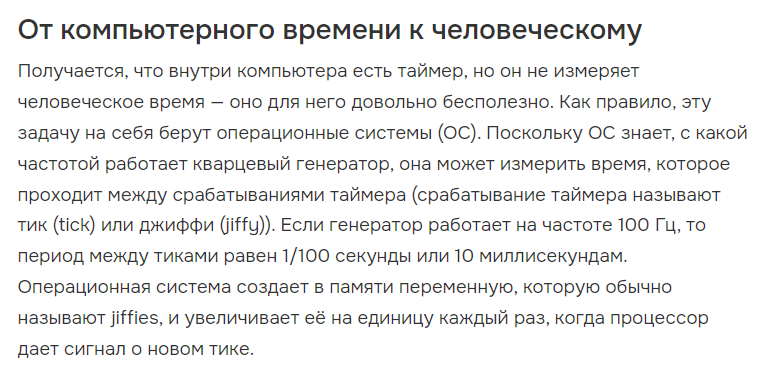 От компьютерного времени к человеческому
Получается, что внутри компьютера есть таймер, но он не измеряет
человеческое время — оно для него довольно бесполезно. Как правило, эту
задачу на себя берут операционные системы (ОС). Поскольку ОС знает, с какой
частотой работает кварцевый генератор, она может измерить время, которое
проходит между срабатываниями таймера (срабатывание таймера называют
тик (tick) или джиффи (jiffy)). Если генератор работает на частоте 100 Гц, то
период между тиками равен 1/100 секунды или 10 миллисекундам.
Операционная система создает в памяти переменную, которую обычно
называют jiffies, и увеличивает её на единицу каждый раз, когда процессор
дает сигнал о новом тике.